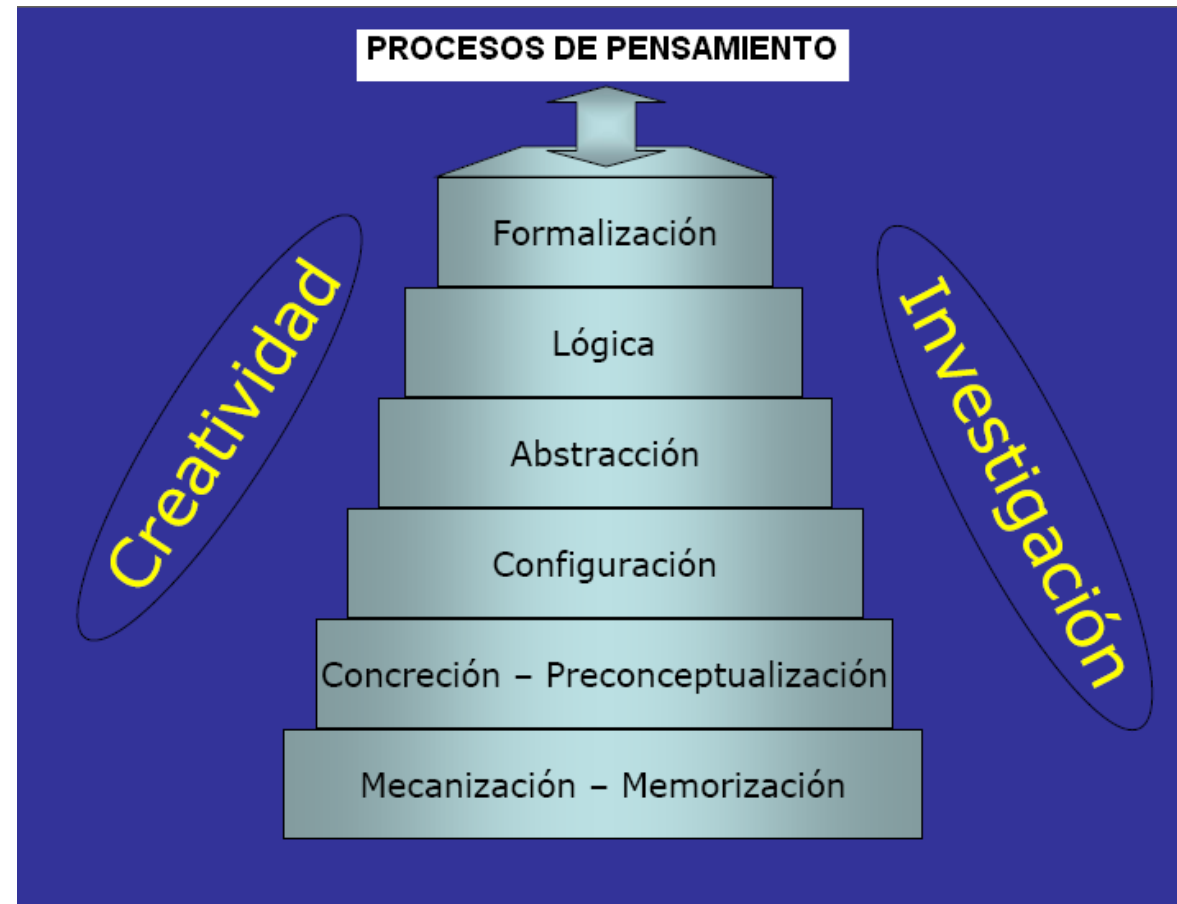 PROCESOS DE PENSAMIENTO
Formalización
Lógica
Abstracción
Configuración
Concreción – Preconceptualización
Mecanización – Memorización
Creatividad
Investigación